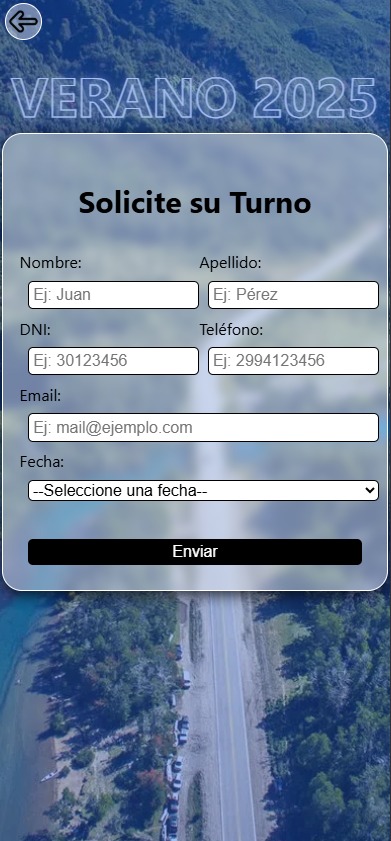 VERANO 2025
Solicite su Turno
Nombre: Apellido:
Ej: Juan Ej: Pérez
DNI: Teléfono:
Ej: 30123456 Ej: 2994123456
Email:
Ej: mail@ejemplo.com
Fecha:
--Seleccione una fecha--
Enviar